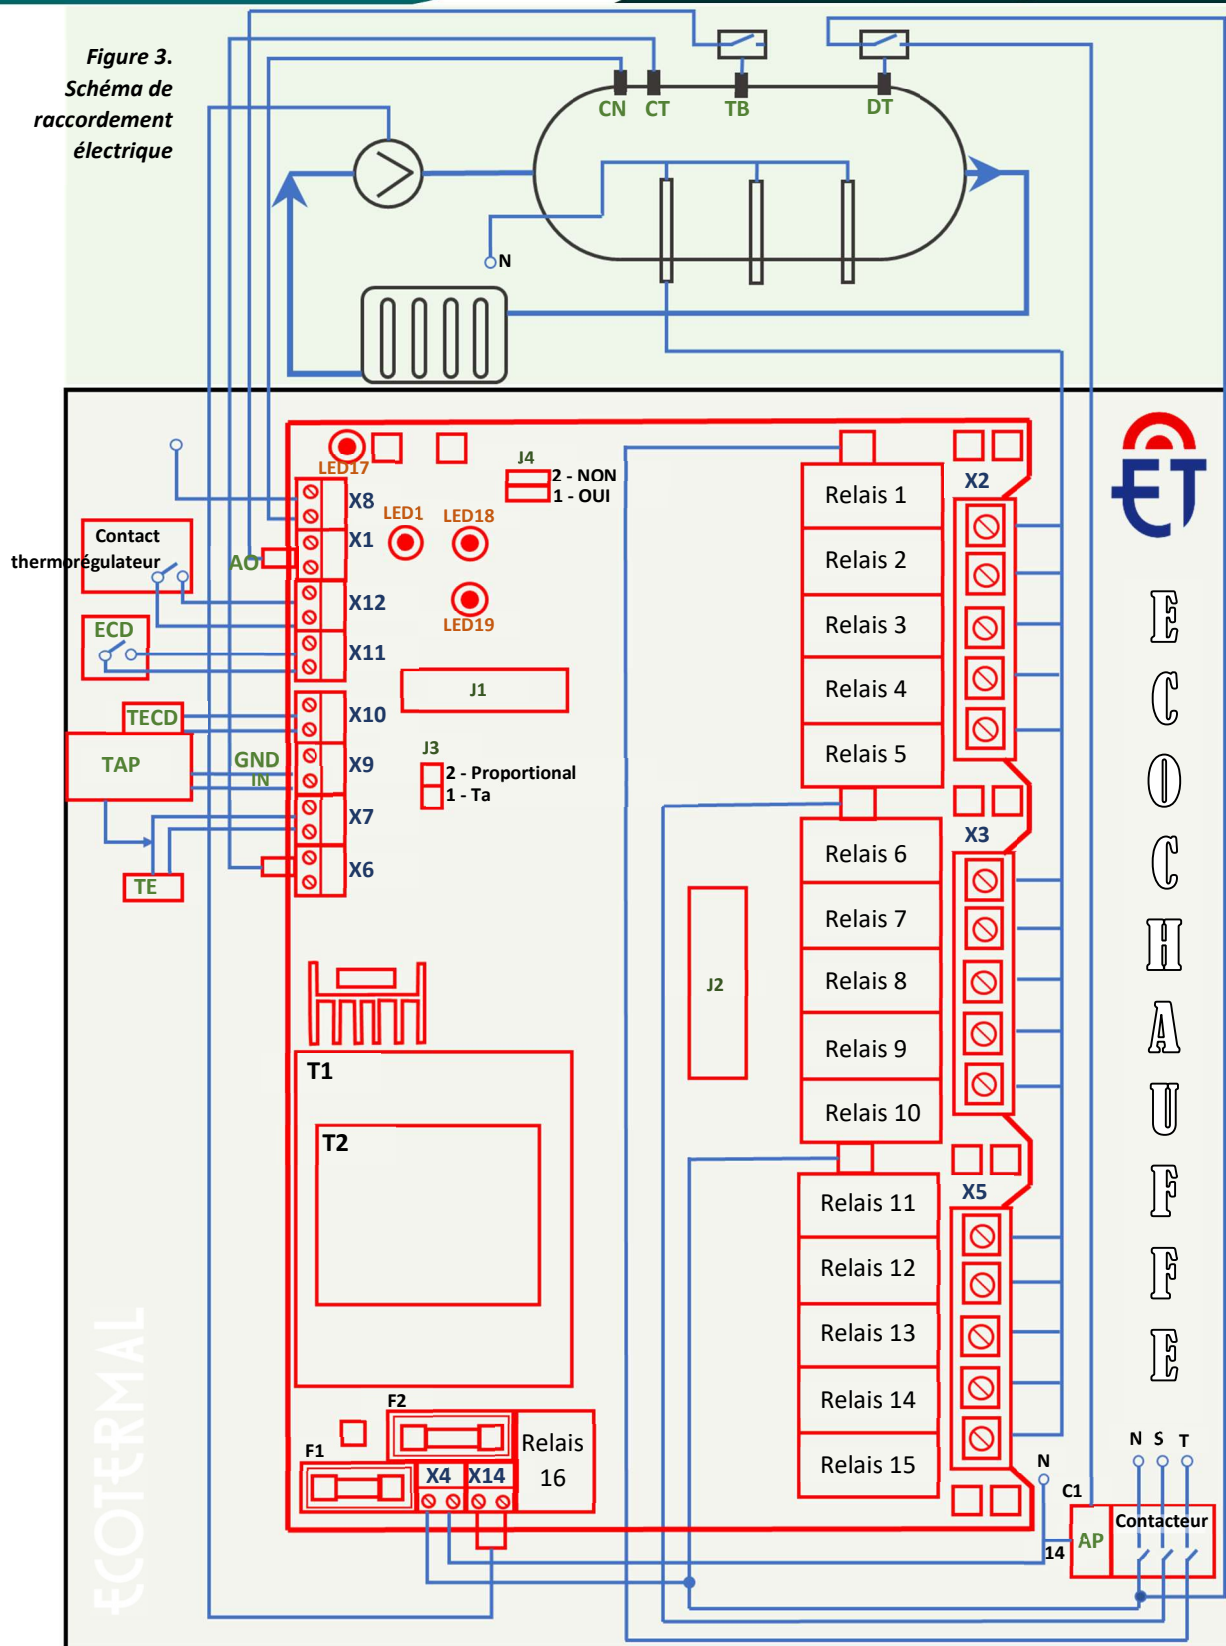 Figure 3.
Schéma de
raccordement
électrique
CN CT TB DT
N
LED17
X8
J4
2 - NON
1 - OUI
LED1 LED18
X1
AO
Contact
thermorégulateur
X12
LED19
ECD
X11
J1
TECD
X10
TAP
GND
IN
X9
J3
2 - Proportional
1 - Ta
X7
TE
X6
Relais 1
Relais 2
Relais 3
Relais 4
Relais 5
X2
Relais 6
Relais 7
Relais 8
Relais 9
Relais 10
X3
J2
T1
T2
Relais 11
Relais 12
Relais 13
Relais 14
Relais 15
X5
F2
F1
X4 X14
Relais
16
N
N S T
C1
Contacteur
AP
14
ET
E
C
O
C
H
A
U
F
F
E
ECOTERMAL